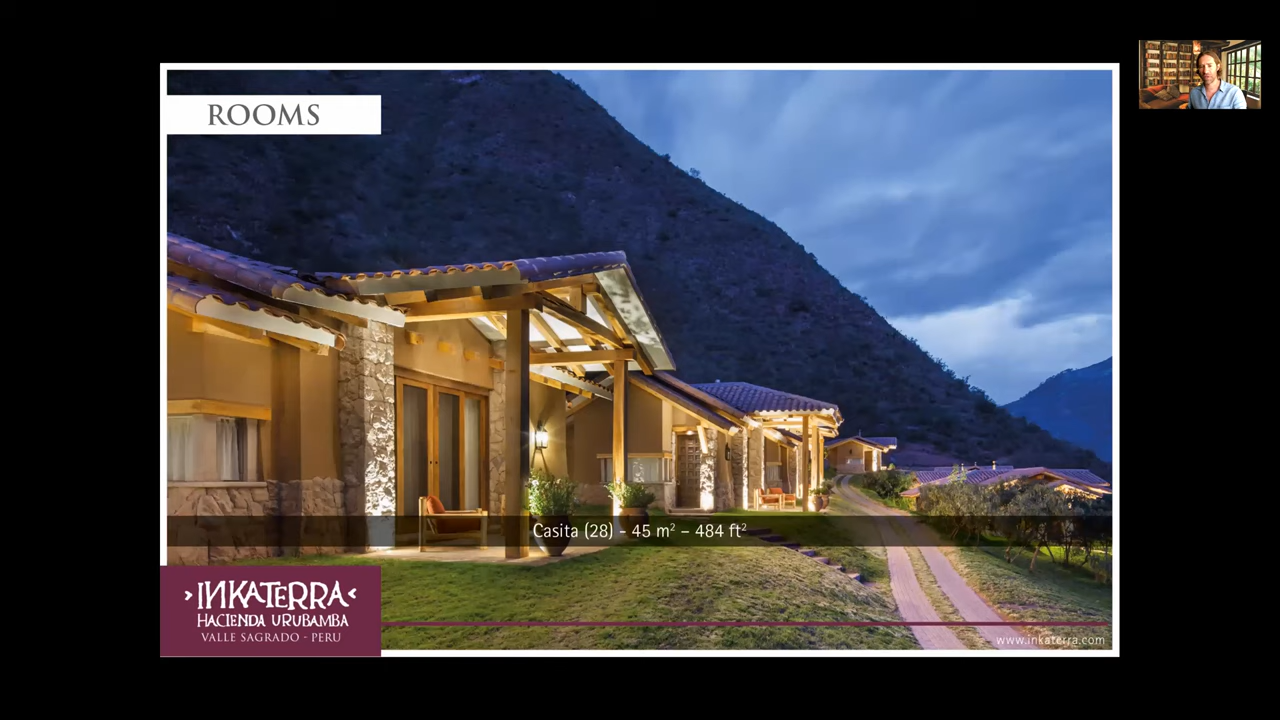 ROOMS
Casita (28) - 45 m² – 484 ft²
INKATERRA
HACIENDA URUBAMBA
VALLE SAGRADO - PERU
www.inkaterra.com